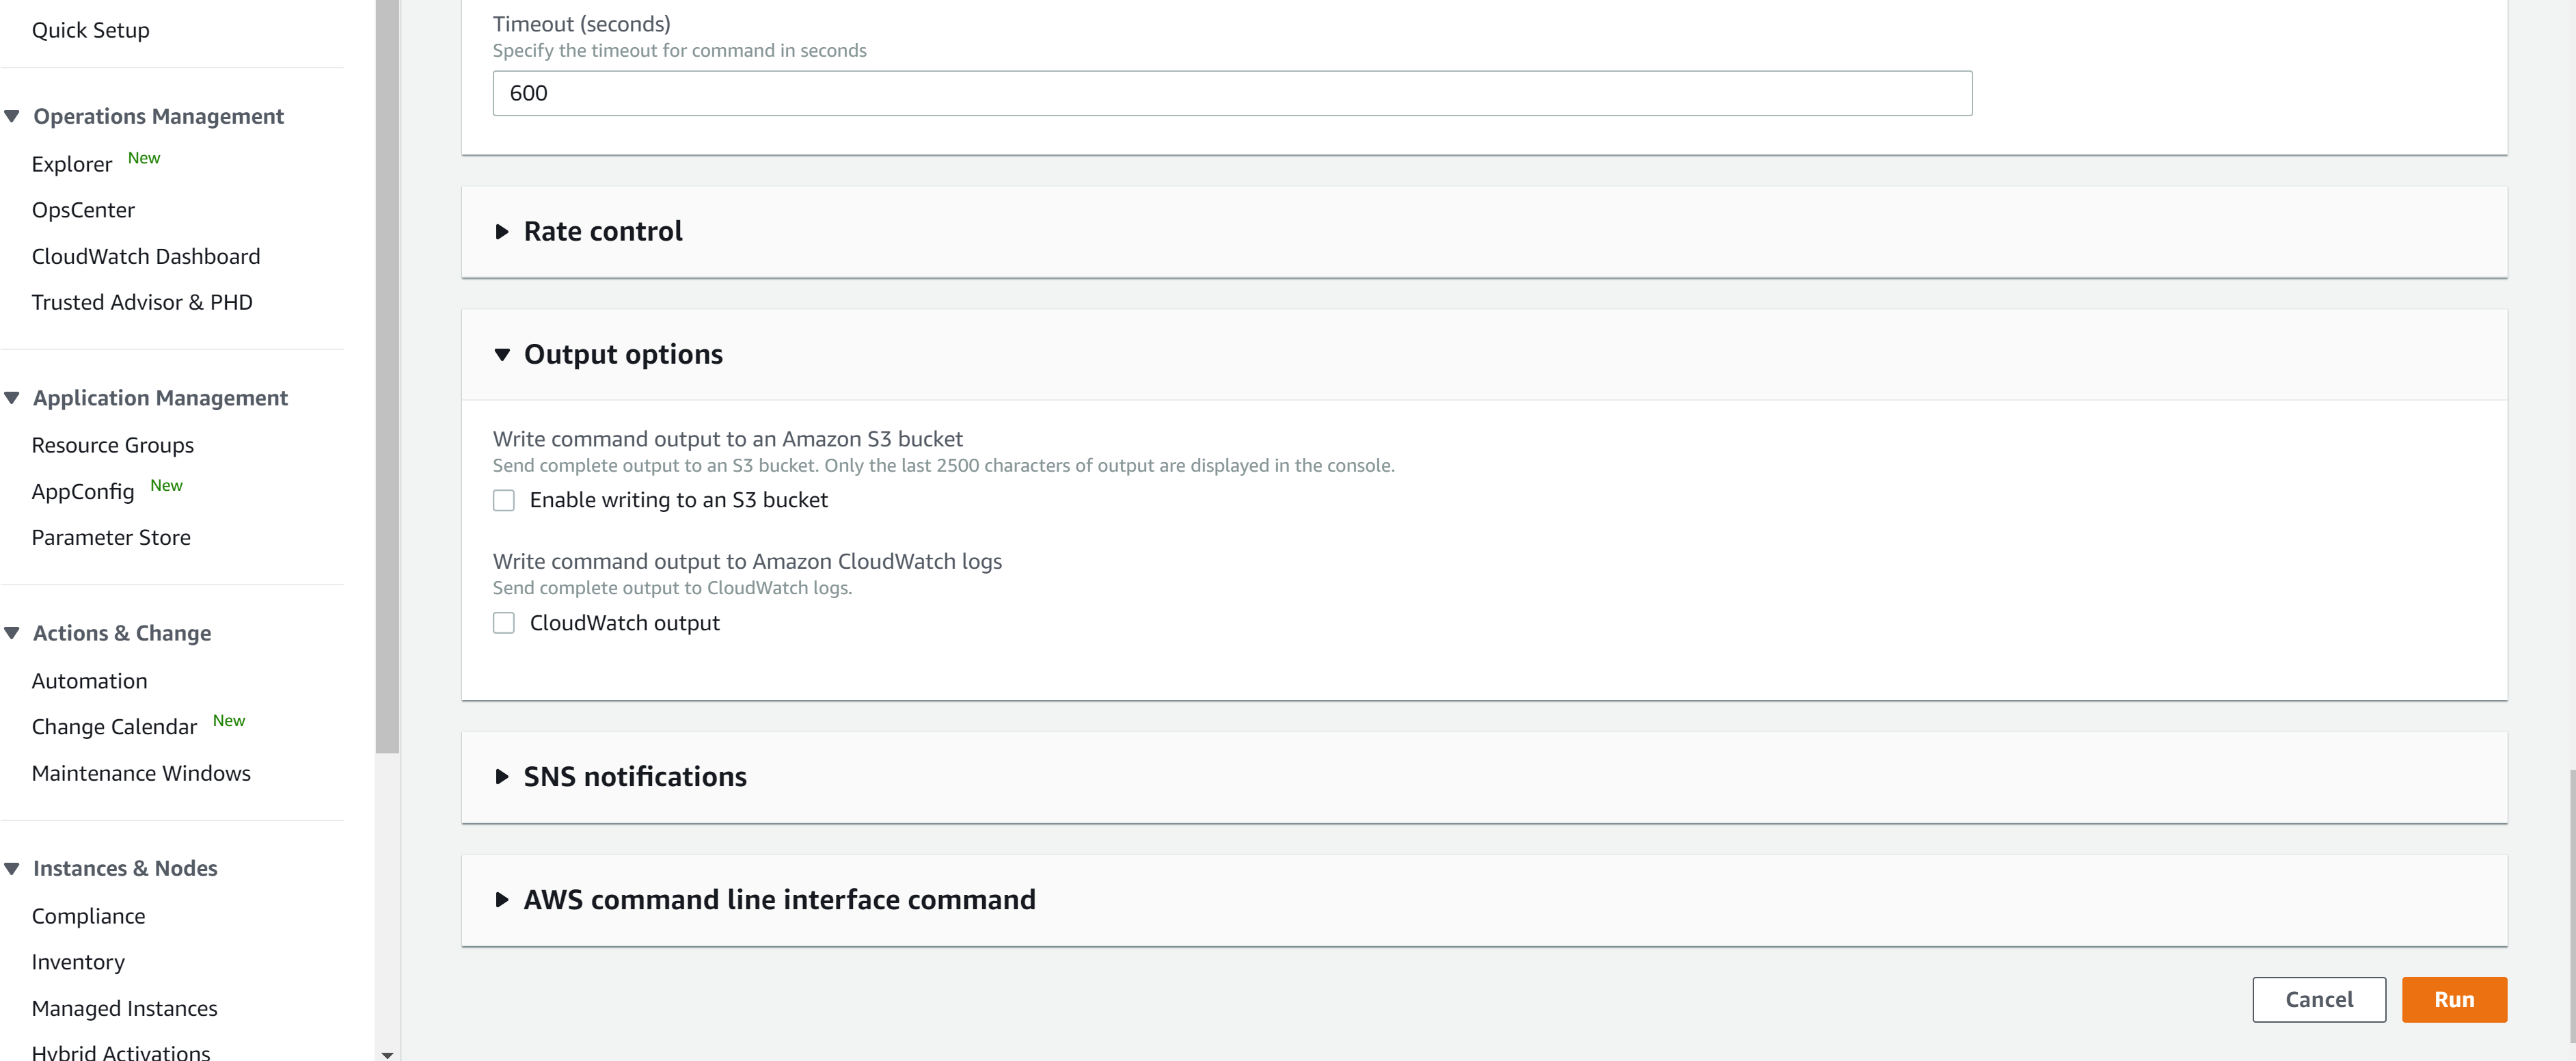 Quick Setup
Operations Management
Explorer New
OpsCenter
CloudWatch Dashboard
Trusted Advisor & PHD
Application Management
Resource Groups
AppConfig New
Parameter Store
Actions & Change
Automation
Change Calendar New
Maintenance Windows
Instances & Nodes
Compliance
Inventory
Managed Instances
Hybrid Activations
Timeout (seconds)
Specify the timeout for command in seconds
600
Rate control
Output options
Write command output to an Amazon S3 bucket
Send complete output to an S3 bucket. Only the last 2500 characters of output are displayed in the console.
Enable writing to an S3 bucket
Write command output to Amazon CloudWatch logs
Send complete output to CloudWatch logs.
CloudWatch output
SNS notifications
AWS command line interface command
Cancel
Run